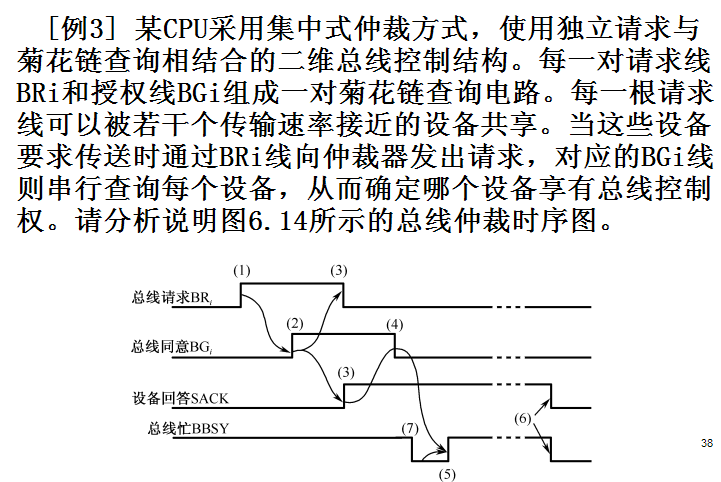 [例3] 某CPU采用集中式仲裁方式，使用独立请求与
菊花链查询相结合的二维总线控制结构。每一对请求线
BRi和授权线BGi组成一对菊花链查询电路。每一根请求
线可以被若干个传输速率接近的设备共享。当这些设备
要求传送时通过BRi线向仲裁器发出请求，对应的BGi线
则串行查询每个设备，从而确定哪个设备享有总线控制
权。请分析说明图6.14所示的总线仲裁时序图。
(1) (3)
总线请求BRi
(2) (4)
总线同意BGi
(3)
设备回答SACK
(6)
(7)
总线忙BBSY
(5)
38